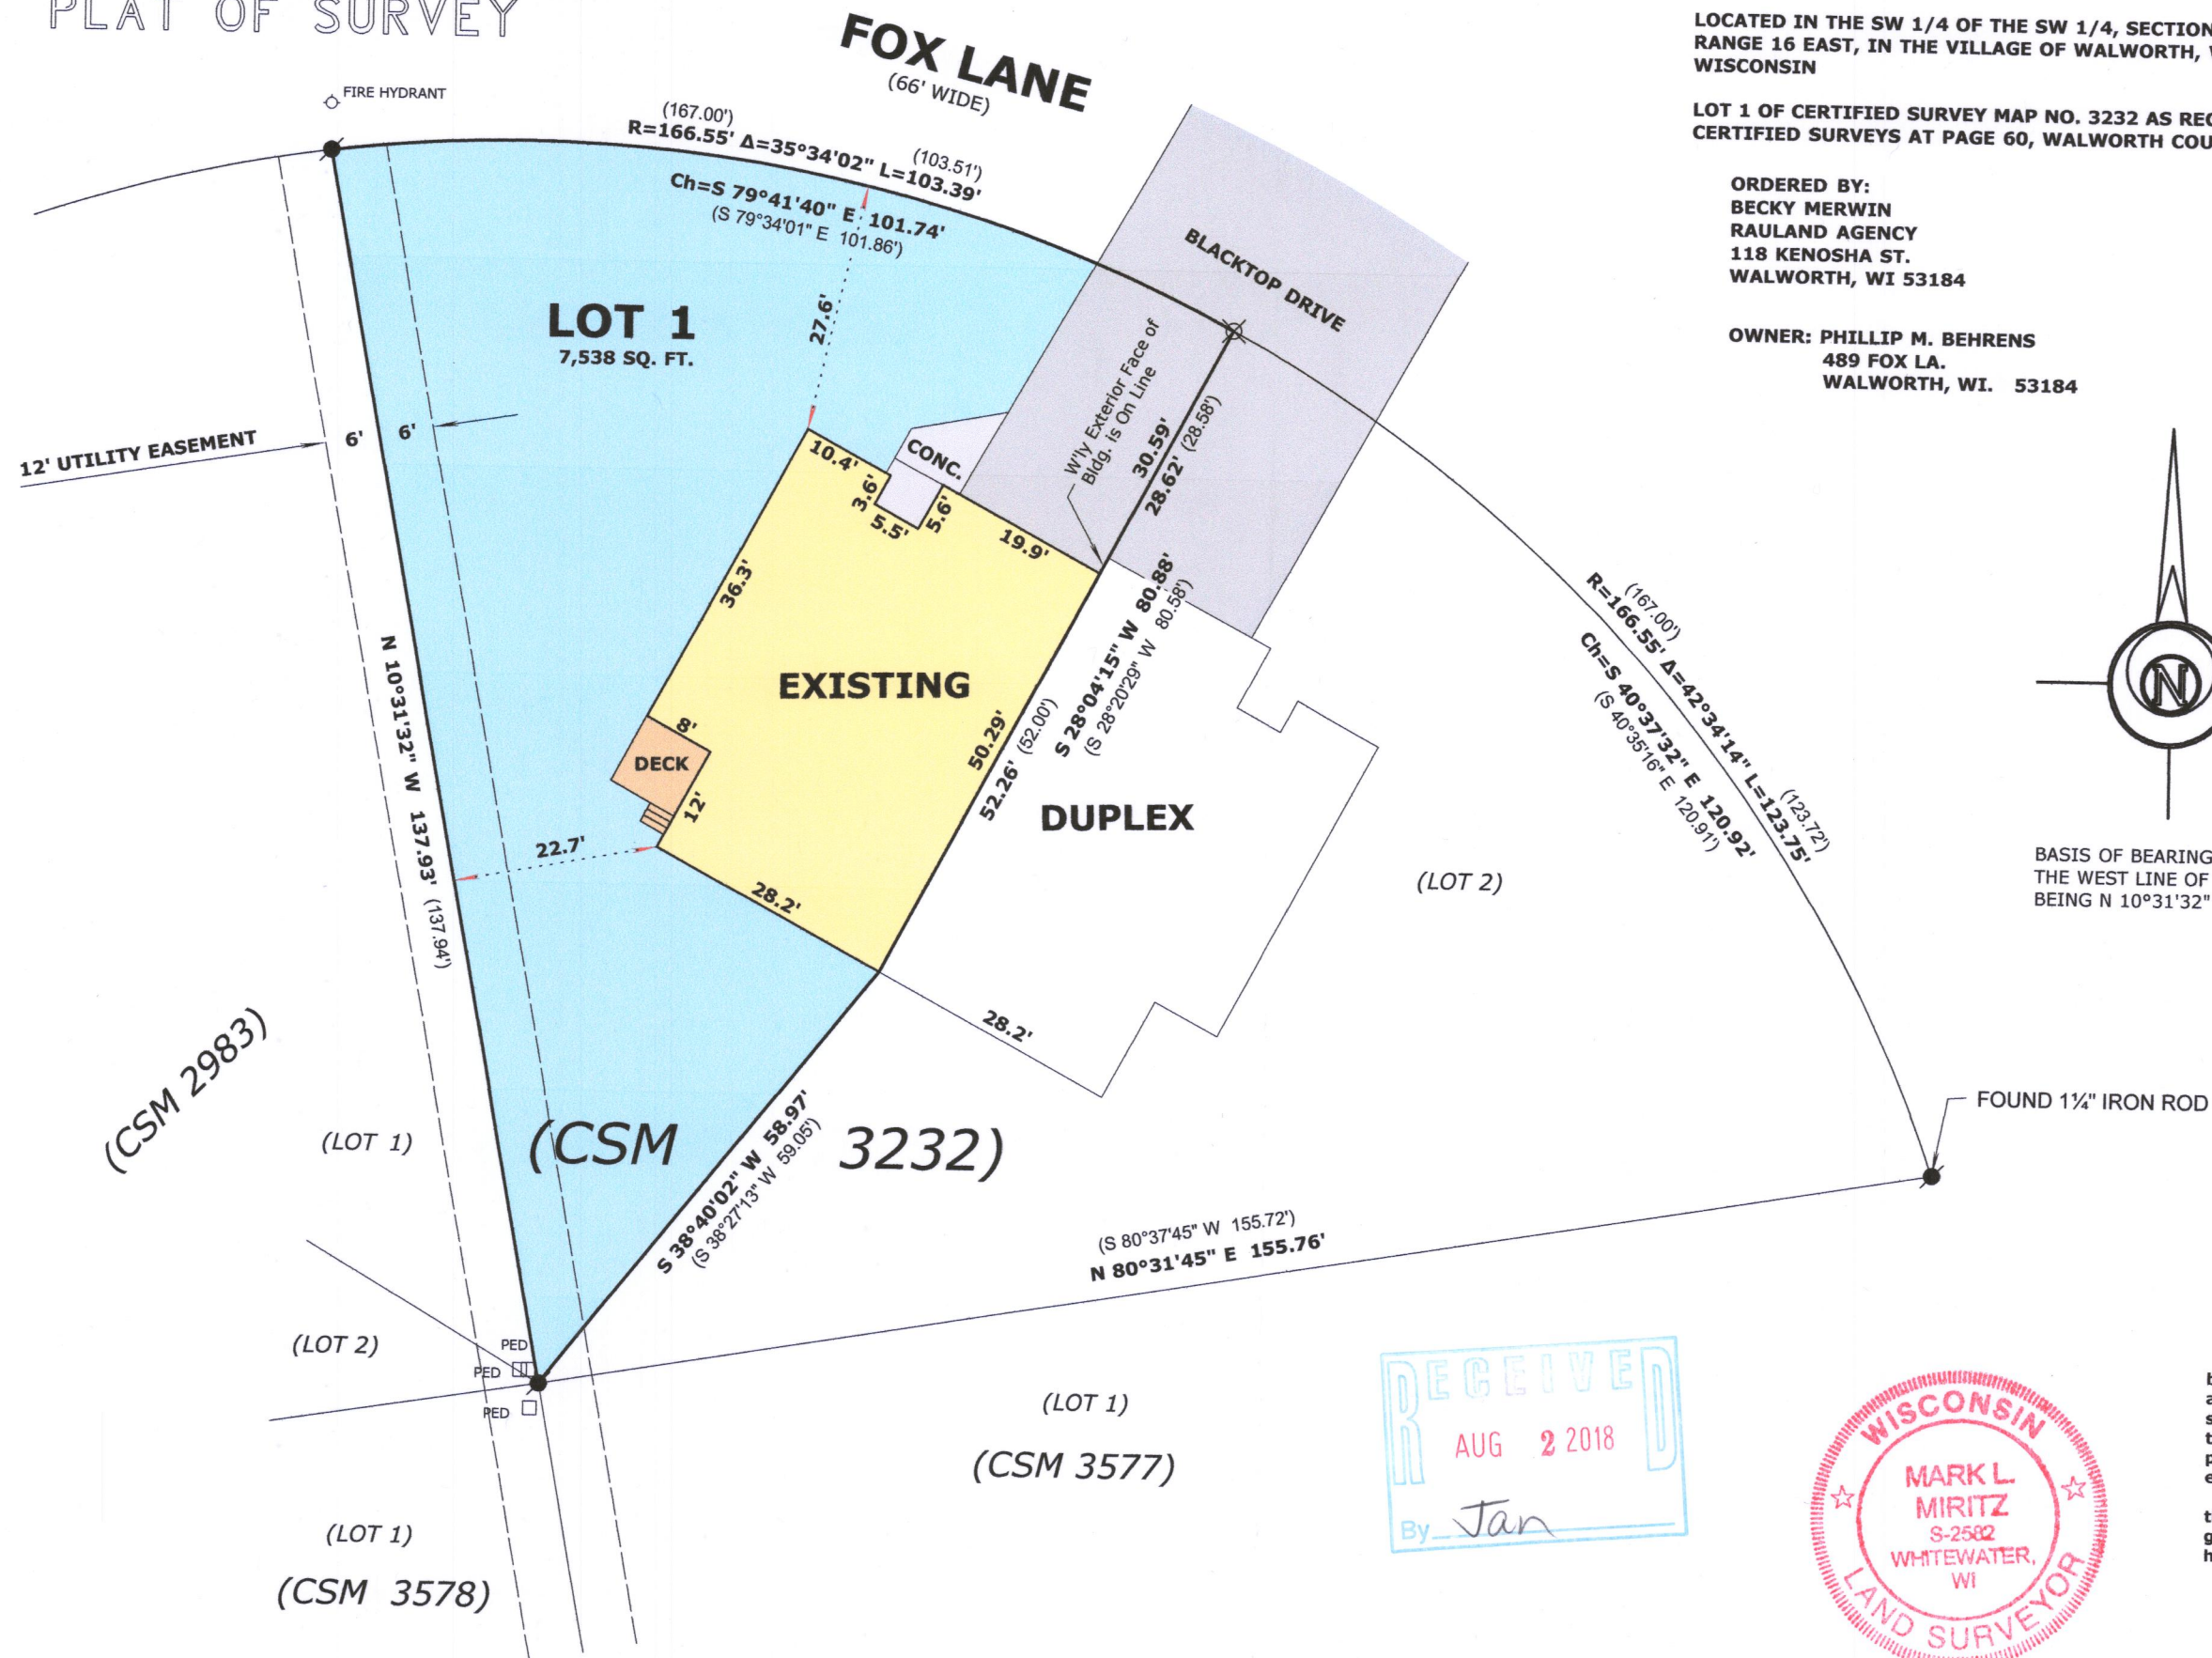 PLAT OF SURVEY
FOX LANE
(66' WIDE)
FIRE HYDRANT
LOCATED IN THE SW 1/4 OF THE SW 1/4, SECTION
RANGE 16 EAST, IN THE VILLAGE OF WALWORTH,
WISCONSIN
LOT 1 OF CERTIFIED SURVEY MAP NO. 3232 AS
CERTIFIED SURVEYS AT PAGE 60, WALWORTH
ORDERED BY:
BECKY MERWIN
RAULAND AGENCY
118 KENOSHA ST.
WALWORTH, WI 53184
OWNER: PHILLIP M. BEHRENS
489 FOX LA.
WALWORTH, WI. 53184
(167.00')
R=166.55' Δ=35°34'02" L=103.39'
(103.51')
Ch=S 79°41'40" E 101.74'
(S 79°34'01" E 101.86')
BLACKTOP DRIVE
LOT 1
7,538 SQ. FT.
27.6'
W'ly Exterior Face of
Bldg. is On Line
30.59'
28.62' (28.58')
12' UTILITY EASEMENT
6'
6'
10.4'
CONC.
3.6'
5.5'
5.6'
19.9'
36.3'
EXISTING
8'
DECK
12'
22.7'
28.2'
50.29'
52.26' (52.00')
S 28°04'15" W 80.88'
(S 28°20'29" W 80.58')
DUPLEX
28.2'
(LOT 2)
(167.00')
R=166.55' Δ=42°34'14" L=123.75'
(123.72')
Ch=S 40°37'32" E 120.92'
(S 40°35'16" E 120.91')
N
BASIS OF BEARING
THE WEST LINE OF
BEING N 10°31'32"
N 10°31'32" W 137.93' (137.94')
(CSM 2983)
(LOT 1)
(CSM 3232)
S 38°40'02" W 58.97'
(S 38°27'13" W 59.05')
FOUND 1¼" IRON ROD
(S 80°37'45" W 155.72')
N 80°31'45" E 155.76'
(LOT 2)
PED
PED
PED
(LOT 1)
(CSM 3577)
(LOT 1)
(CSM 3578)
RECEIVED
AUG 2 2018
By Jan
WISCONSIN
MARK L.
MIRITZ
S-2582
WHITEWATER,
WI
LAND SURVEYOR